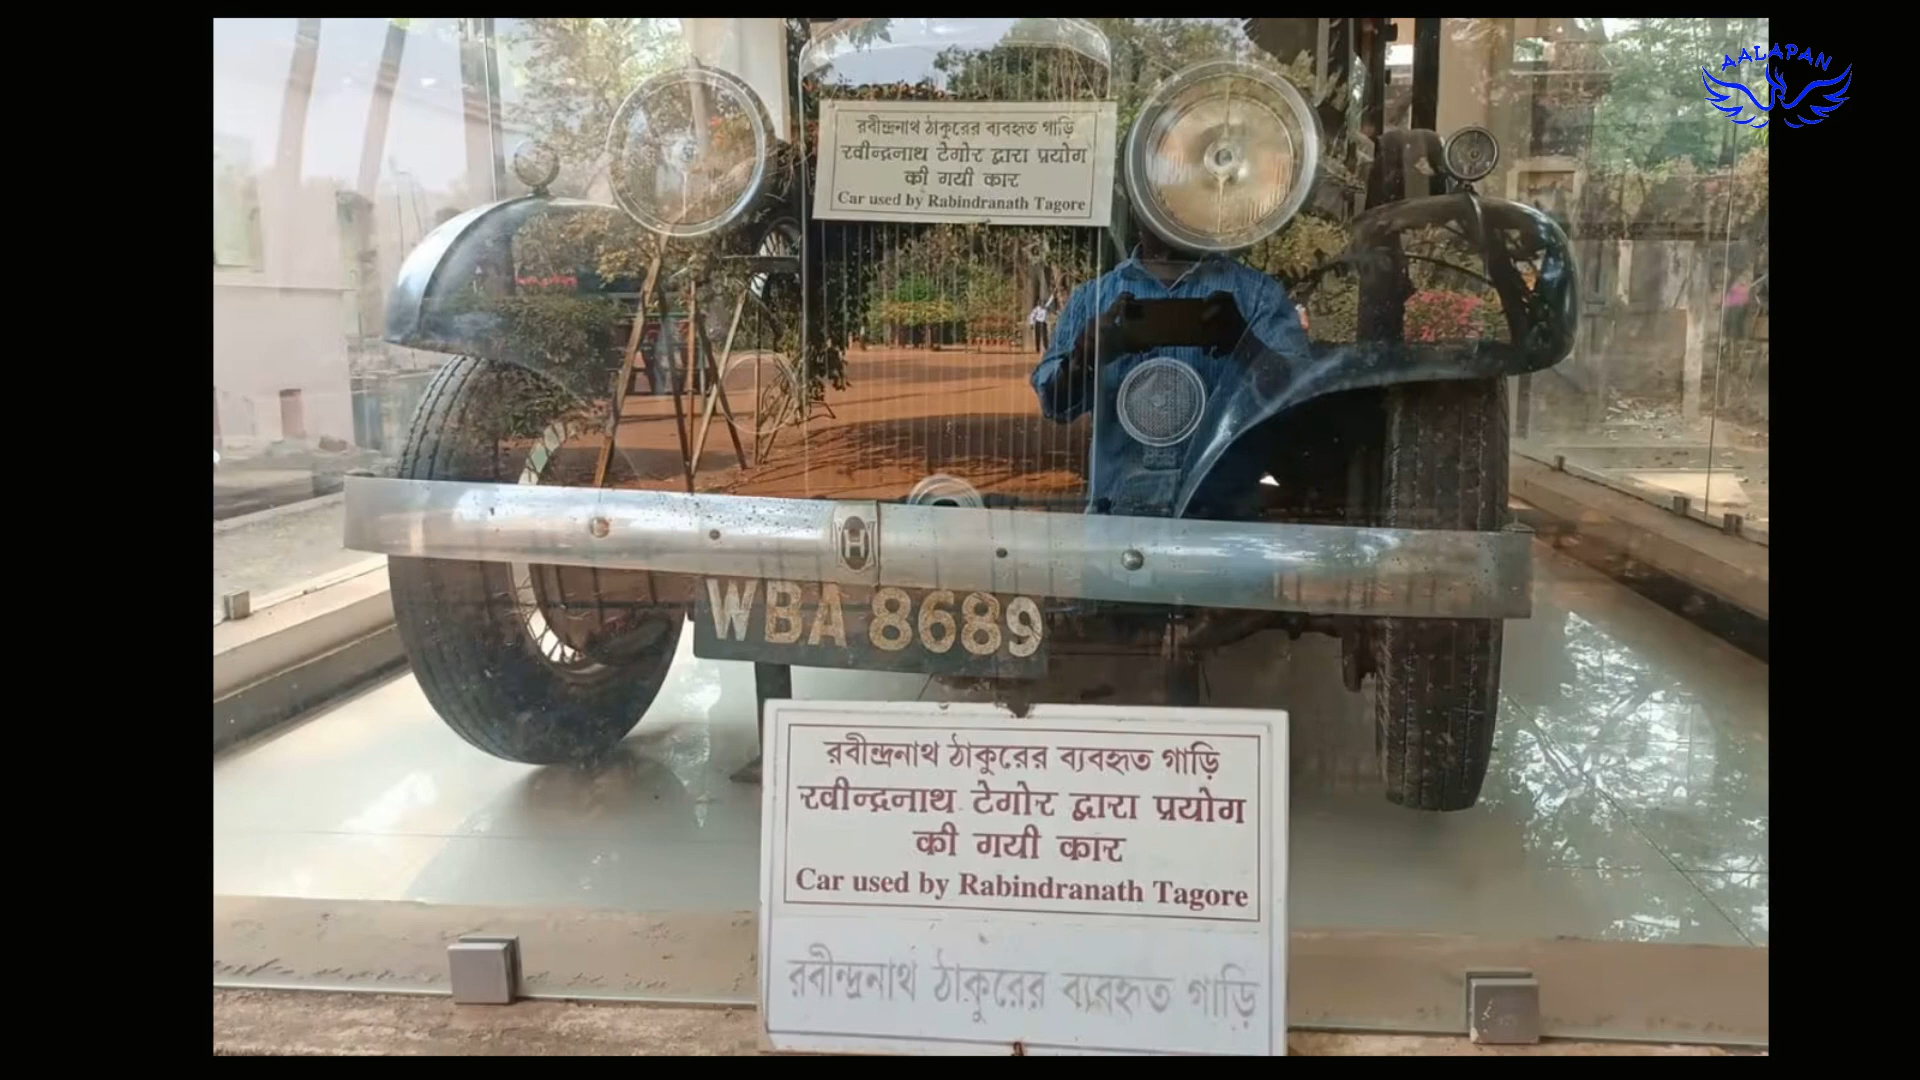 AALAPAN
রবীন্দ্রনাথ ঠাকুরের ব্যবহৃত গাড়ি
रवीन्द्रनाथ टेगोर द्वारा प्रयोग
की गयी कार
Car used by Rabindranath Tagore
H
WBA 8689
রবীন্দ্রনাথ ঠাকুরের ব্যবহৃত গাড়ি
रवीन्द्रनाथ टेगोर द्वारा प्रयोग
की गयी कार
Car used by Rabindranath Tagore
রবীন্দ্রনাথ ঠাকুরের ব্যবহৃত গাড়ি